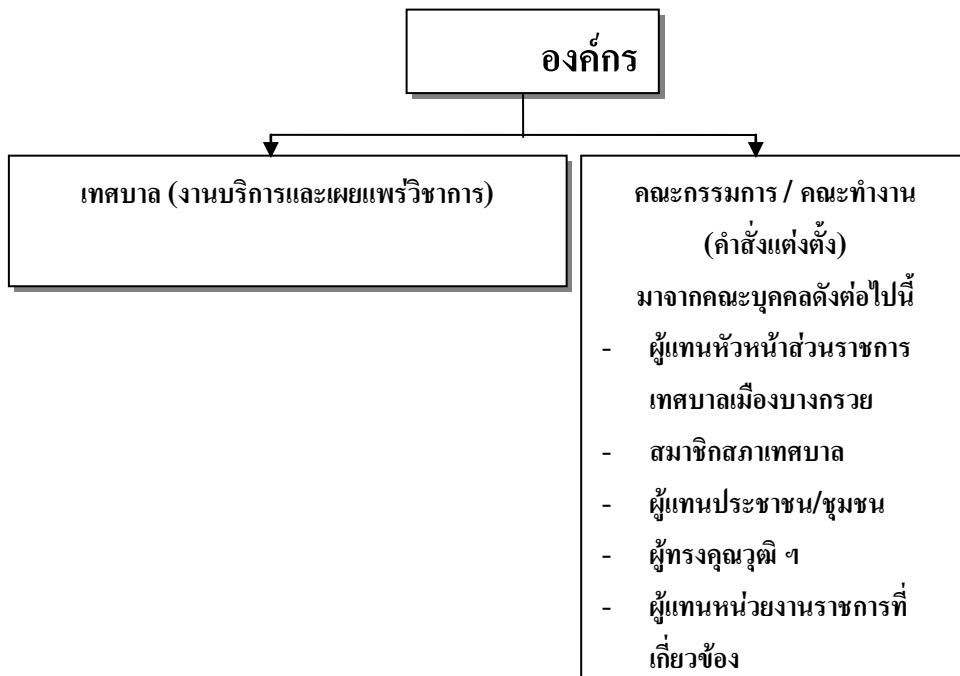 องค์กร
เทศบาล (งานบริการและเผยแพร่วิชาการ)
คณะกรรมการ / คณะทำงาน
(คำสั่งแต่งตั้ง)
มาจากคณะบุคคลดังต่อไปนี้
- ผู้แทนหัวหน้าส่วนราชการ
เทศบาลเมืองบางกรวย
- สมาชิกสภาเทศบาล
- ผู้แทนประชาชน/ชุมชน
- ผู้ทรงคุณวุฒิ ฯ
- ผู้แทนหน่วยงานราชการที่
เกี่ยวข้อง